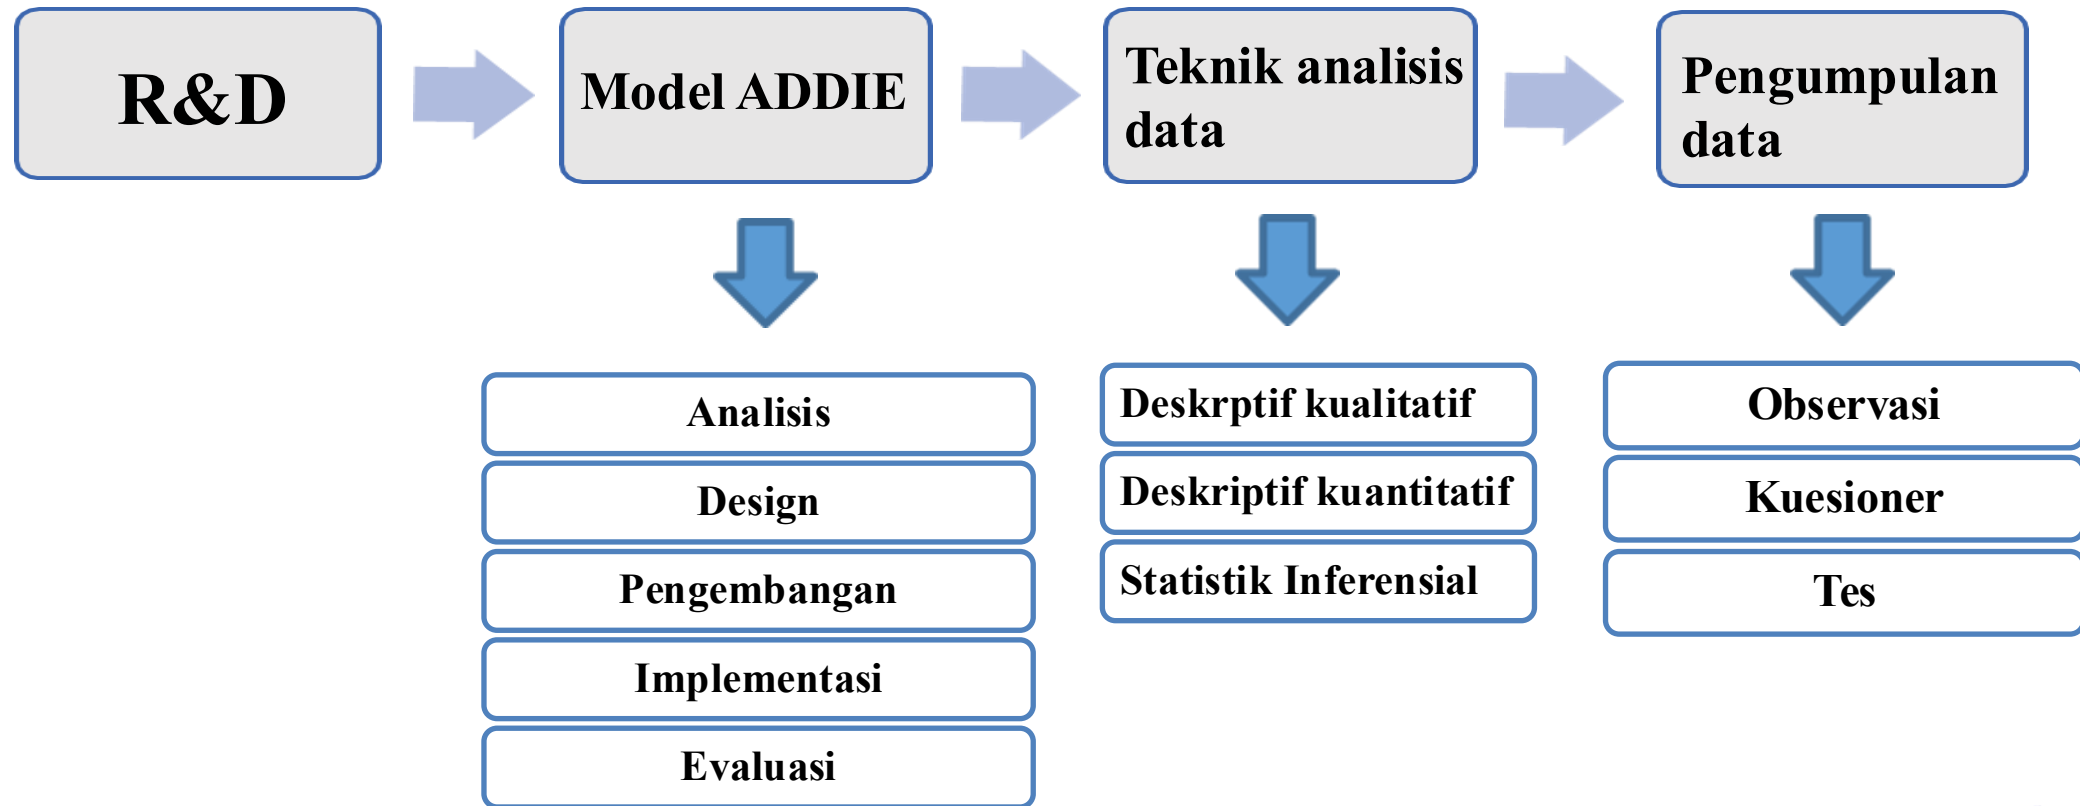 R&D
Model ADDIE
Teknik analisis
data
Pengumpulan
data
Analisis
Design
Pengembangan
Implementasi
Evaluasi
Deskrptif kualitatif
Deskriptif kuantitatif
Statistik Inferensial
Observasi
Kuesioner
Tes